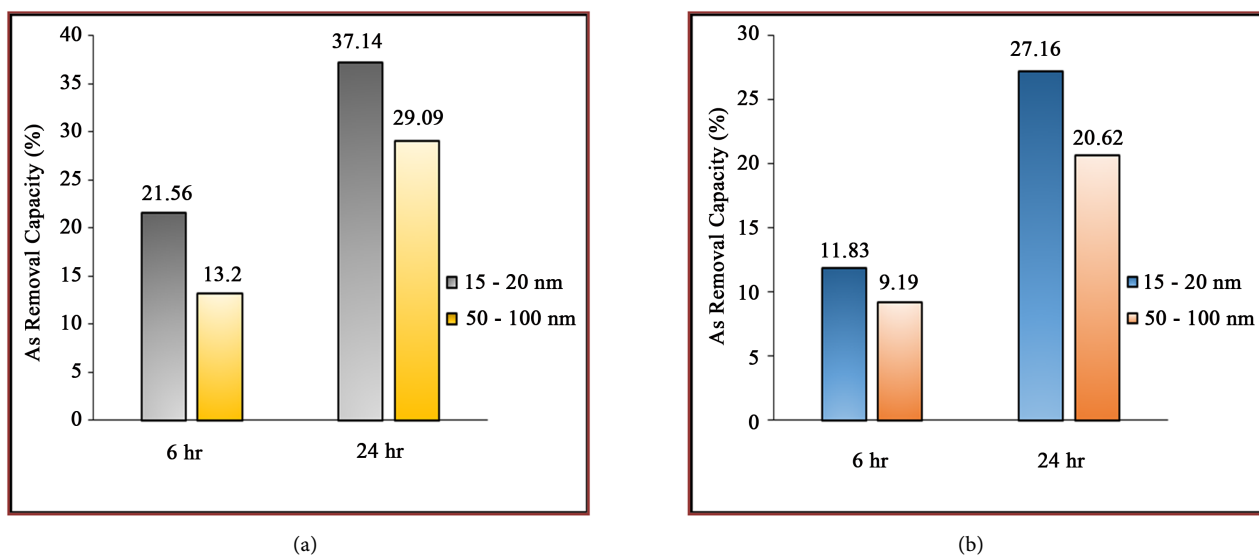 As Removal Capacity (%)
40
35
30
25
20
15
10
5
0
21.56
13.2
37.14
29.09
6 hr
24 hr
15 - 20 nm
50 - 100 nm
(a)
As Removal Capacity (%)
30
25
20
15
10
5
0
11.83
9.19
27.16
20.62
6 hr
24 hr
15 - 20 nm
50 - 100 nm
(b)